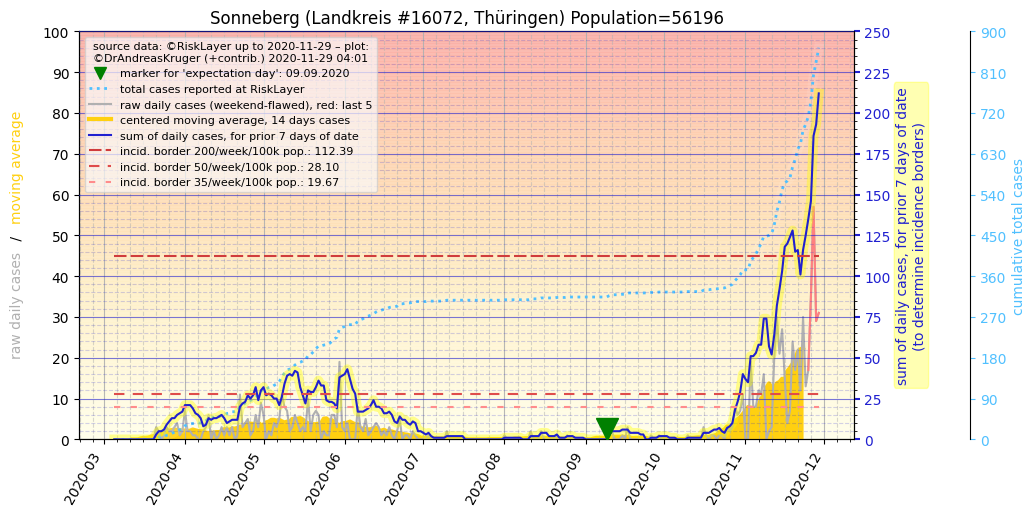 Sonneberg (Landkreis #16072, Thüringen) Population=56196
source data: ©RiskLayer up to 2020-11-29 – plot:
©DrAndreasKruger (+contrib.) 2020-11-29 04:01
marker for 'expectation day': 09.09.2020
total cases reported at RiskLayer
raw daily cases (weekend-flawed), red: last 5
centered moving average, 14 days cases
sum of daily cases, for prior 7 days of date
incid. border 200/week/100k pop.: 112.39
incid. border 50/week/100k pop.: 28.10
incid. border 35/week/100k pop.: 19.67
raw daily cases / moving average
100
90
80
70
60
50
40
30
20
10
0
2020-03
2020-04
2020-05
2020-06
2020-07
2020-08
2020-09
2020-10
2020-11
2020-12
250
225
200
175
150
125
100
75
50
25
0
sum of daily cases, for prior 7 days of date
(to determine incidence borders)
900
810
720
630
540
450
360
270
180
90
0
cumulative total cases